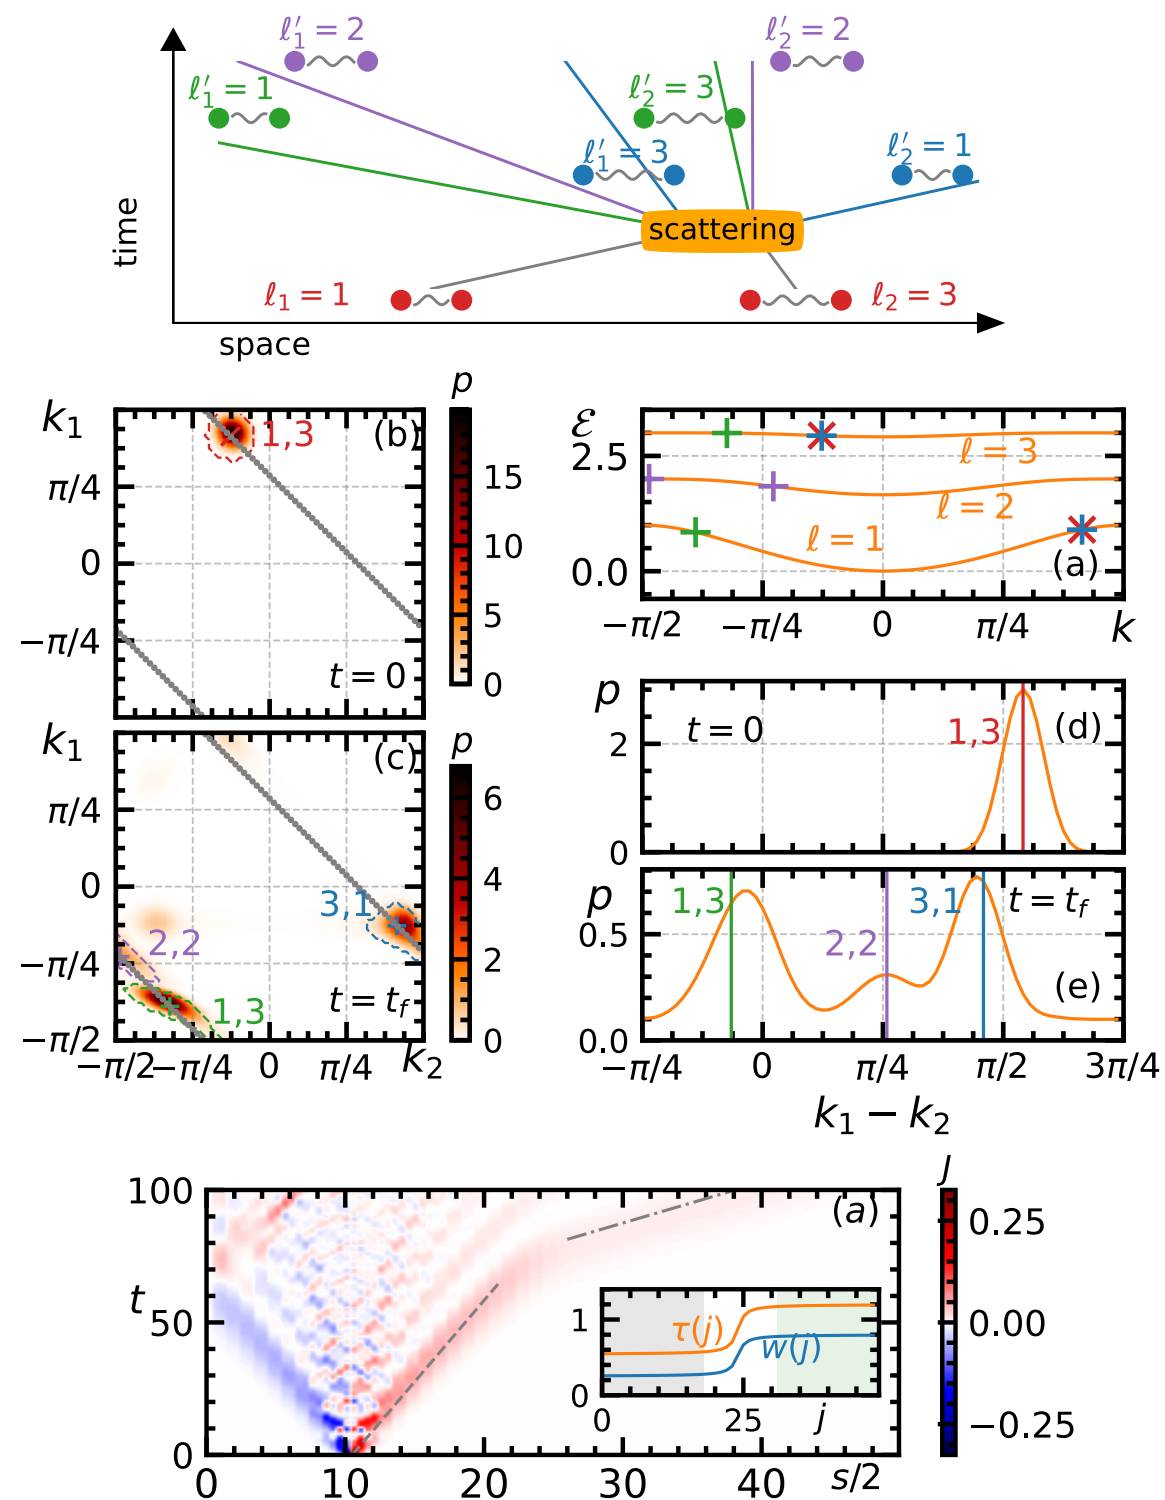 ℓ′₁ = 2
ℓ′₂ = 2
ℓ′₁ = 1
ℓ′₂ = 3
ℓ′₁ = 3
ℓ′₂ = 1
scattering
time
ℓ₁ = 1
ℓ₂ = 3
space
k₁
(b)
1,3
π/4
0
−π/4
t = 0
p
15
10
5
0
ℰ
2.5
0.0
ℓ = 3
ℓ = 2
ℓ = 1
(a)
−π/2
−π/4
0
π/4
k
k₁
(c)
π/4
0
−π/4
−π/2
3,1
2,2
1,3
t = t_f
−π/2
−π/4
0
π/4
k₂
p
6
4
2
0
p
2
0
t = 0
1,3
(d)
p
0.5
0.0
1,3
2,2
3,1
t = t_f
(e)
−π/4
0
π/4
π/2
3π/4
k₁ − k₂
100
50
0
t
(a)
0
10
20
30
40
s/2
1
0
τ(j)
w(j)
0
25
j
J
0.25
0.00
−0.25